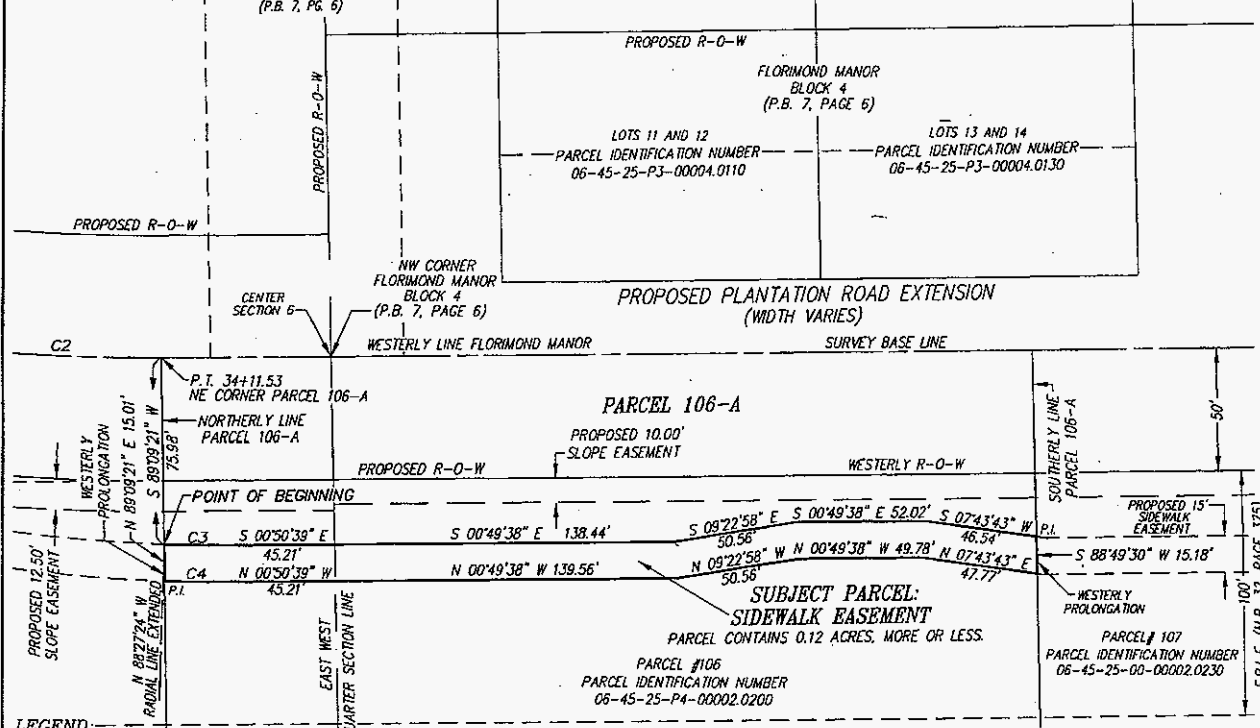 (P.B. 7, PG. 6)
PROPOSED R-O-W
PROPOSED R-O-W
FLORIMOND MANOR
BLOCK 4
(P.B. 7, PAGE 6)
LOTS 11 AND 12
PARCEL IDENTIFICATION NUMBER
06-45-25-P3-00004.0110
LOTS 13 AND 14
PARCEL IDENTIFICATION NUMBER
06-45-25-P3-00004.0130
PROPOSED R-O-W
NW CORNER
FLORIMOND MANOR
BLOCK 4
(P.B. 7, PAGE 6)
CENTER
SECTION 6
PROPOSED PLANTATION ROAD EXTENSION
(WIDTH VARIES)
C2
WESTERLY LINE FLORIMOND MANOR
SURVEY BASE LINE
P.T. 34+11.53
NE CORNER PARCEL 106-A
NORTHERLY LINE
PARCEL 106-A
PARCEL 106-A
PROPOSED 10.00'
SLOPE EASEMENT
50'
SOUTHERLY LINE
PARCEL 106-A
WESTERLY
PROLONGATION
N 89°09'21" E 15.01'
S 89°09'21" W
75.98'
PROPOSED R-O-W
WESTERLY R-O-W
POINT OF BEGINNING
PROPOSED 15'
SIDEWALK
EASEMENT
C3
S 00°50'39" E
45.21'
S 00°49'38" E 138.44'
S 09°22'58" E
50.56'
S 00°49'38" E 52.02'
S 07°43'43" W
46.54'
P.I.
S 88°49'30" W 15.18'
C4
N 00°50'39" W
45.21'
N 00°49'38" W 139.56'
N 09°22'58" W
50.56'
N 00°49'38" W 49.78'
N 07°43'43" E
47.77'
P.I.
WESTERLY
PROLONGATION
100'
PROPOSED 12.50'
SLOPE EASEMENT
N 88°27'24" W
RADIAL LINE EXTENDED
EAST WEST
QUARTER SECTION LINE
SUBJECT PARCEL:
SIDEWALK EASEMENT
PARCEL CONTAINS 0.12 ACRES, MORE OR LESS.
PARCEL #106
PARCEL IDENTIFICATION NUMBER
06-45-25-P4-00002.0200
PARCEL# 107
PARCEL IDENTIFICATION NUMBER
06-45-25-00-00002.0230
LEGEND: